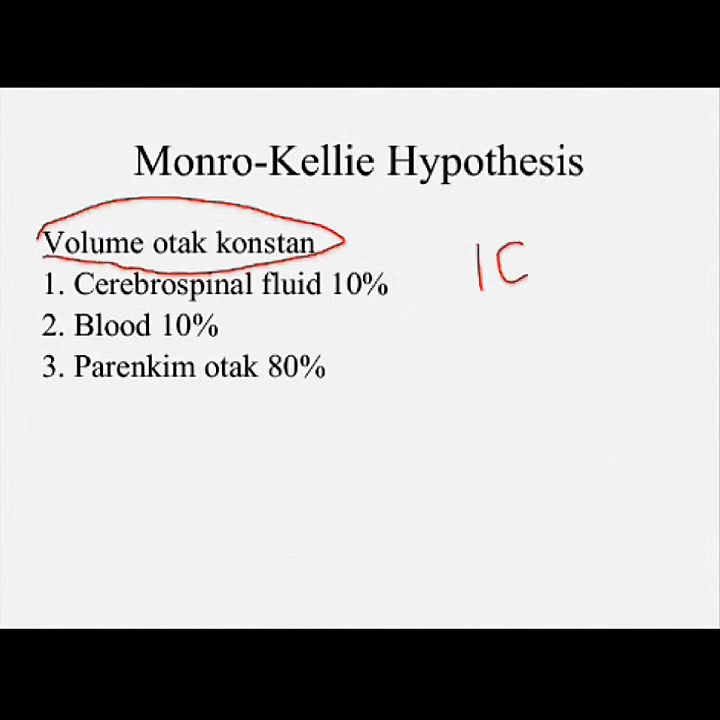 Monro-Kellie Hypothesis
Volume otak konstan
IC
1. Cerebrospinal fluid 10%
2. Blood 10%
3. Parenkim otak 80%